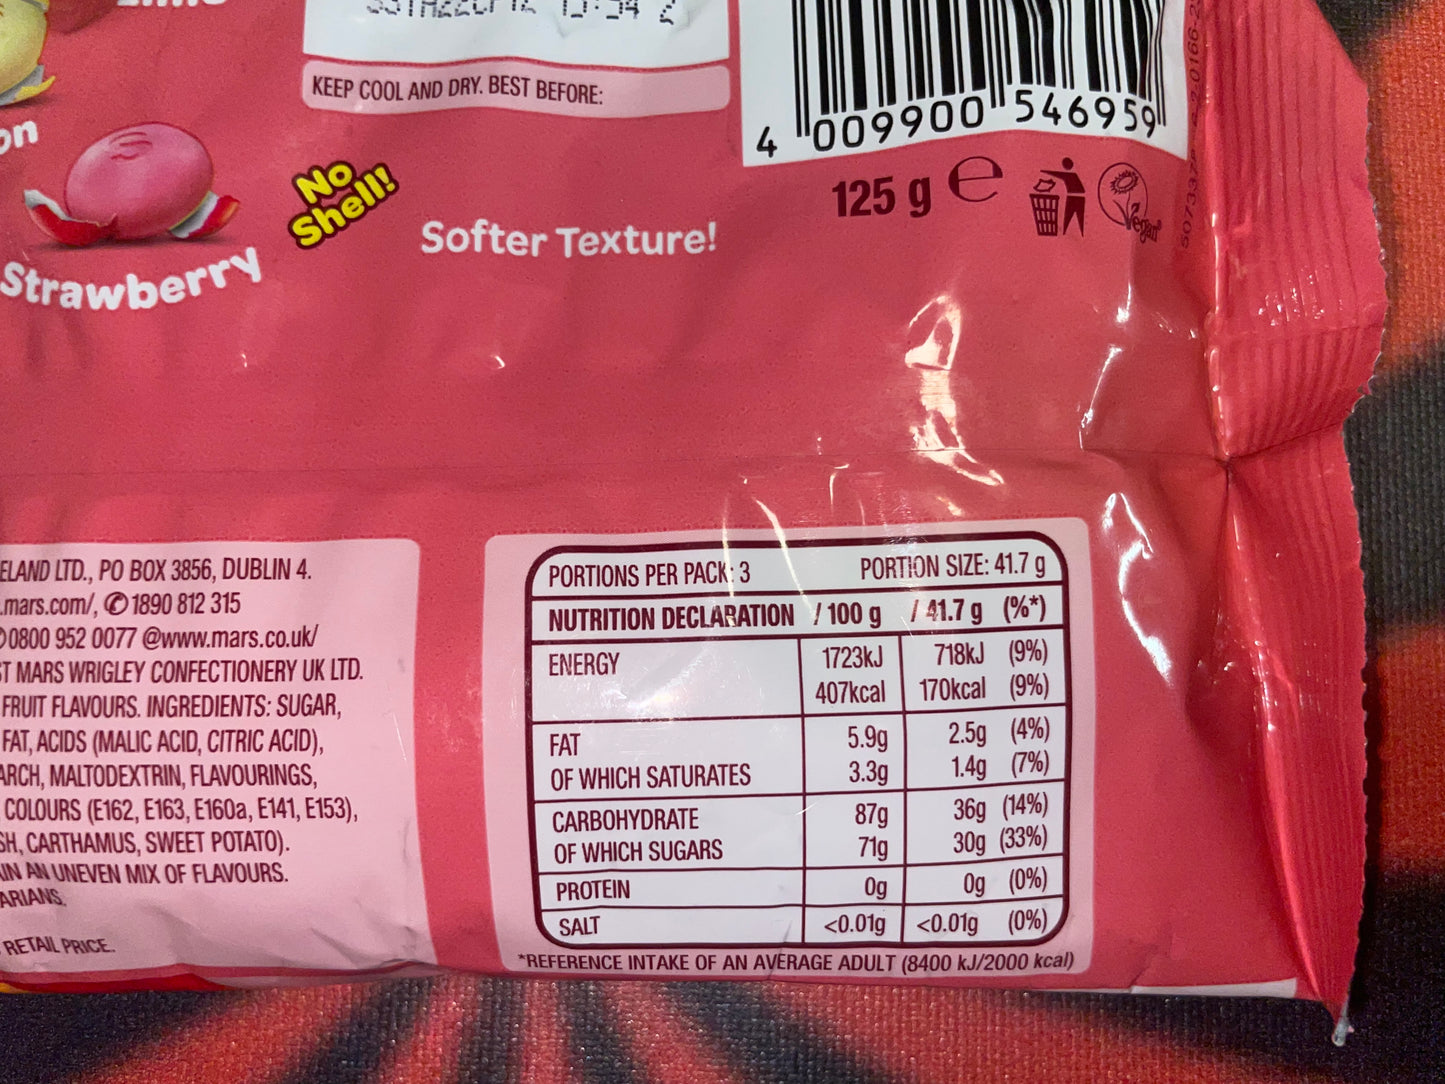 KEEP COOL AND DRY. BEST BEFORE:
4 009900 546959
125 g e
Vegan
No
Shell!
Softer Texture!
Strawberry
LTD., PO BOX 3856, DUBLIN 4.
.mars.com/, ✆1890 812 315
0800 952 0077 @www.mars.co.uk/
MARS WRIGLEY CONFECTIONERY UK LTD.
FRUIT FLAVOURS. INGREDIENTS: SUGAR,
FAT, ACIDS (MALIC ACID, CITRIC ACID),
MALTODEXTRIN, FLAVOURINGS,
COLOURS (E162, E163, E160a, E141, E153),
CARTHAMUS, SWEET POTATO).
AN UNEVEN MIX OF FLAVOURS.
RETAIL PRICE.
PORTIONS PER PACK: 3 PORTION SIZE: 41.7 g
NUTRITION DECLARATION / 100 g / 41.7 g (%*)
ENERGY 1723kJ 718kJ (9%)
407kcal 170kcal (9%)
FAT 5.9g 2.5g (4%)
OF WHICH SATURATES 3.3g 1.4g (7%)
CARBOHYDRATE 87g 36g (14%)
OF WHICH SUGARS 71g 30g (33%)
PROTEIN 0g 0g (0%)
SALT <0.01g <0.01g (0%)
*REFERENCE INTAKE OF AN AVERAGE ADULT (8400 kJ/2000 kcal)